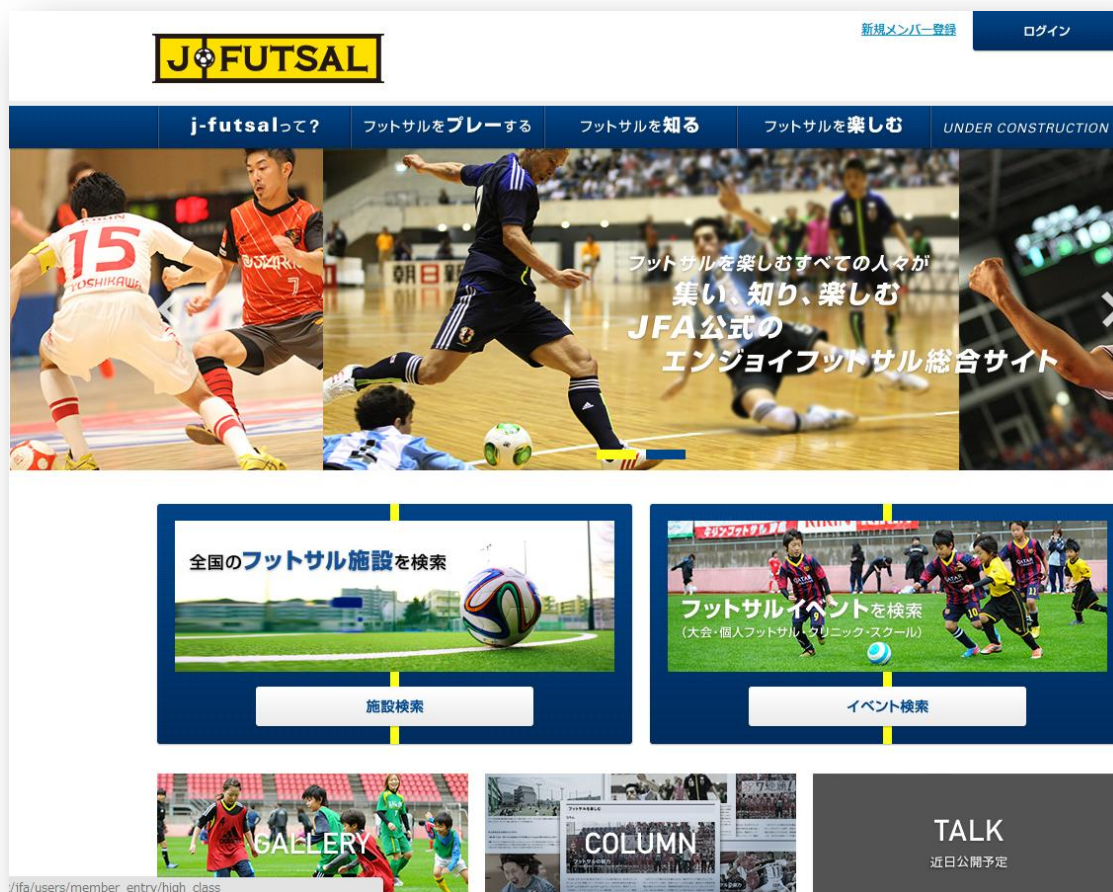 新規メンバー登録
ログイン
J FUTSAL
j-futsalって?
フットサルをプレーする
フットサルを知る
フットサルを楽しむ
UNDER CONSTRUCTION
15
YOSHIKAWA
7
朝日新
フットサルを楽しむすべての人々が
集い、知り、楽しむ
JFA公式の
エンジョイフットサル総合サイト
全国のフットサル施設を検索
施設検索
KIRIN
QATAR
9
10
11
フットサルイベントを検索
(大会・個人フットサル・クリニック・スクール)
イベント検索
GALLERY
COLUMN
TALK
近日公開予定
/jfa/users/member_entry/high_class